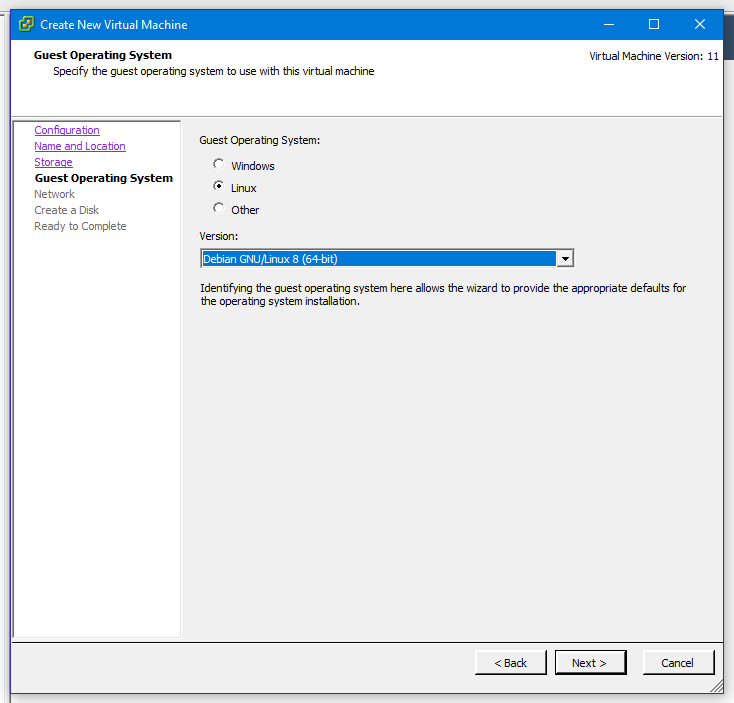 Create New Virtual Machine
Guest Operating System
Virtual Machine Version: 11
Specify the guest operating system to use with this virtual machine
Configuration
Name and Location
Storage
Guest Operating System
Network
Create a Disk
Ready to Complete
Guest Operating System:
Windows
Linux
Other
Version:
Debian GNU/Linux 8 (64-bit)
Identifying the guest operating system here allows the wizard to provide the appropriate defaults for
the operating system installation.
< Back
Next >
Cancel